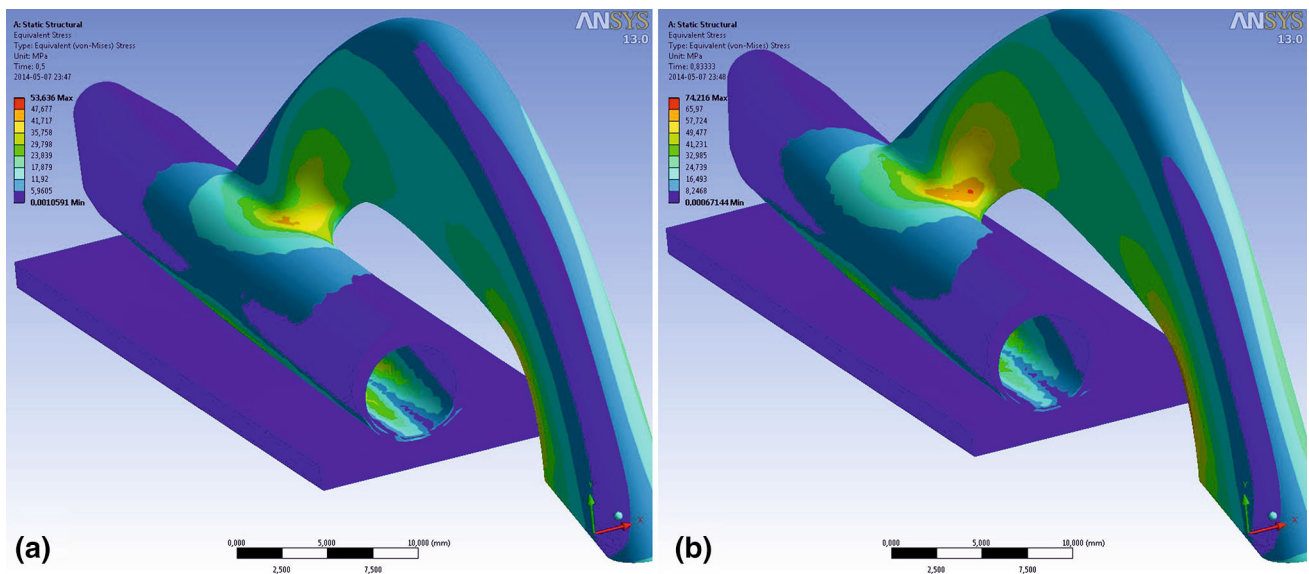 A: Static Structural
Equivalent Stress
Type: Equivalent (von-Mises) Stress
Unit: MPa
Time: 0,5
2014-05-07 23:47
53,636 Max
47,677
41,717
35,758
29,798
23,839
17,879
11,92
5,9605
0,0010591 Min
ANSYS
13.0
Y
X
0,000 5,000 10,000 (mm)
2,500 7,500
(a)
A: Static Structural
Equivalent Stress
Type: Equivalent (von-Mises) Stress
Unit: MPa
Time: 0,83333
2014-05-07 23:48
74,216 Max
65,97
57,724
49,477
41,231
32,985
24,739
16,493
8,2468
0,00067144 Min
ANSYS
13.0
Y
X
0,000 5,000 10,000 (mm)
2,500 7,500
(b)